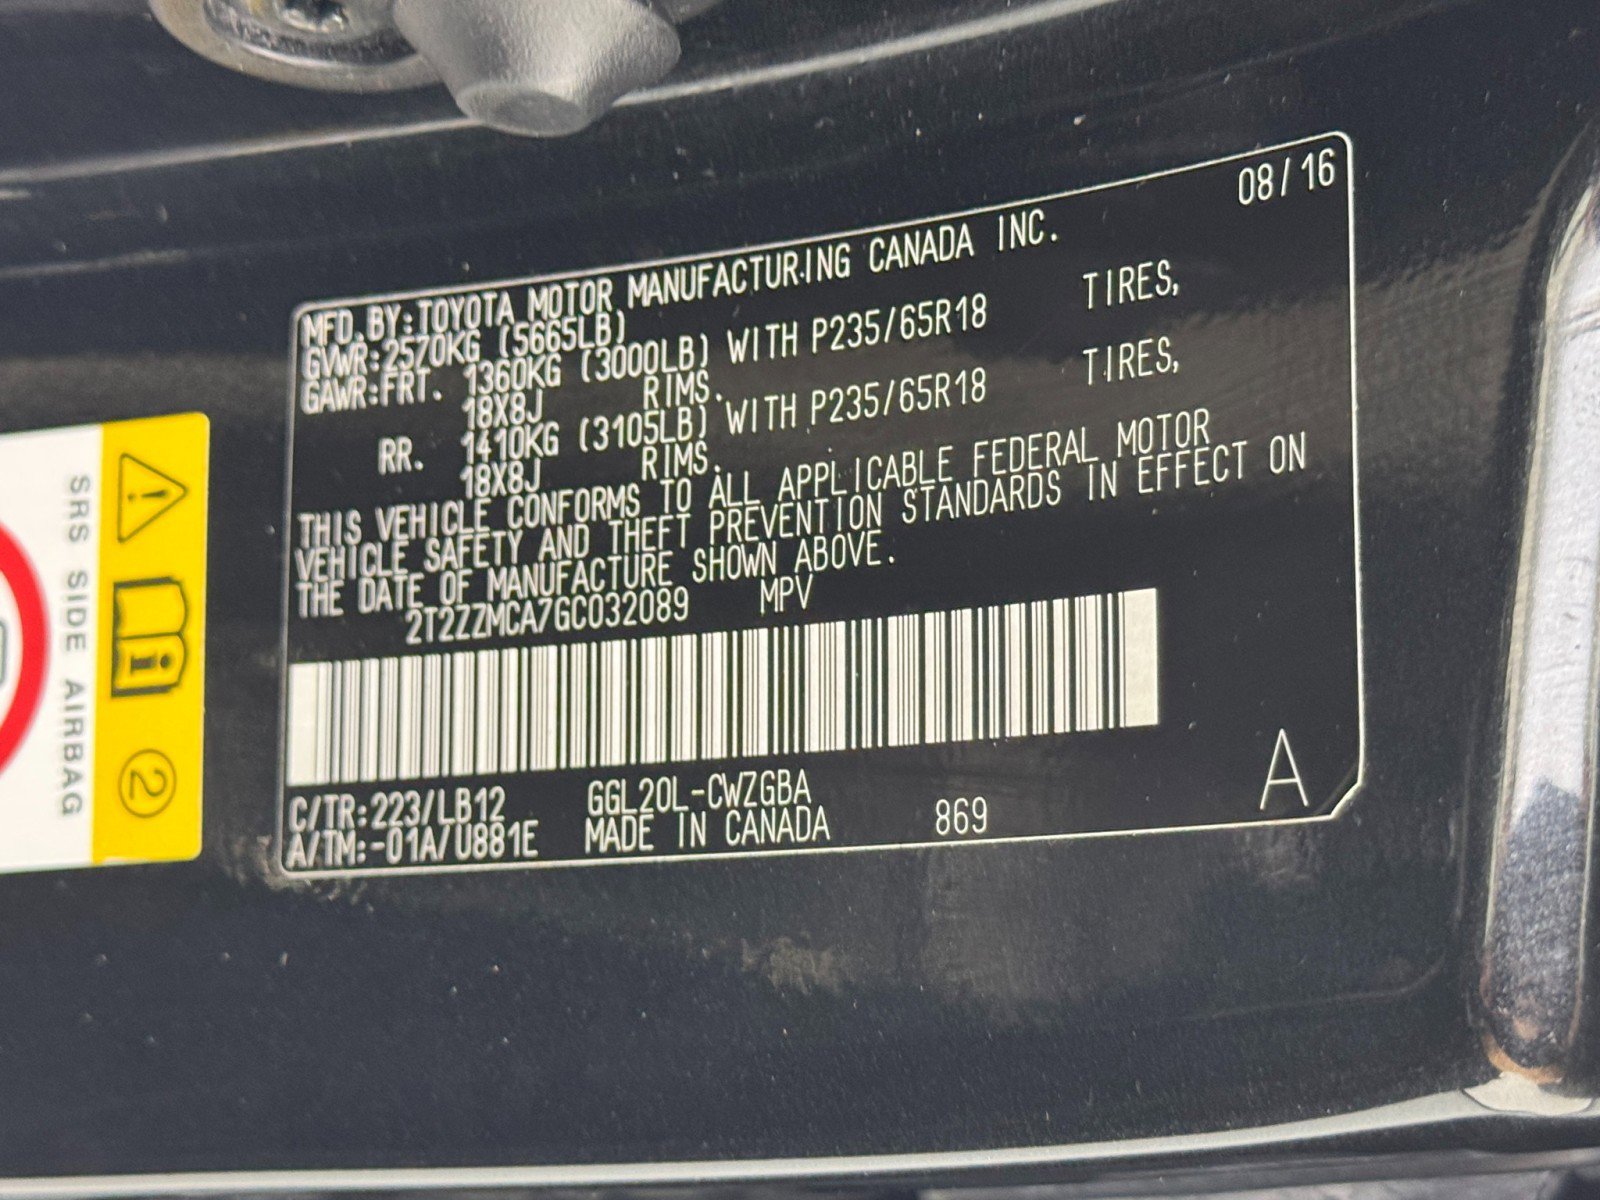 08/16
MFD.BY:TOYOTA MOTOR MANUFACTURING CANADA INC.
GVWR:2570KG (5665LB)
GAWR:FRT. 1360KG (3000LB) WITH P235/65R18 TIRES,
18X8J RIMS.
RR. 1410KG (3105LB) WITH P235/65R18 TIRES,
18X8J RIMS.
THIS VEHICLE CONFORMS TO ALL APPLICABLE FEDERAL MOTOR
VEHICLE SAFETY AND THEFT PREVENTION STANDARDS IN EFFECT ON
THE DATE OF MANUFACTURE SHOWN ABOVE.
2T2ZZMCA7GC032089 MPV
C/TR:223/LB12 GGL20L-CWZGBA
A/TM:-01A/U881E MADE IN CANADA 869 A
SRS SIDE AIRBAG
2